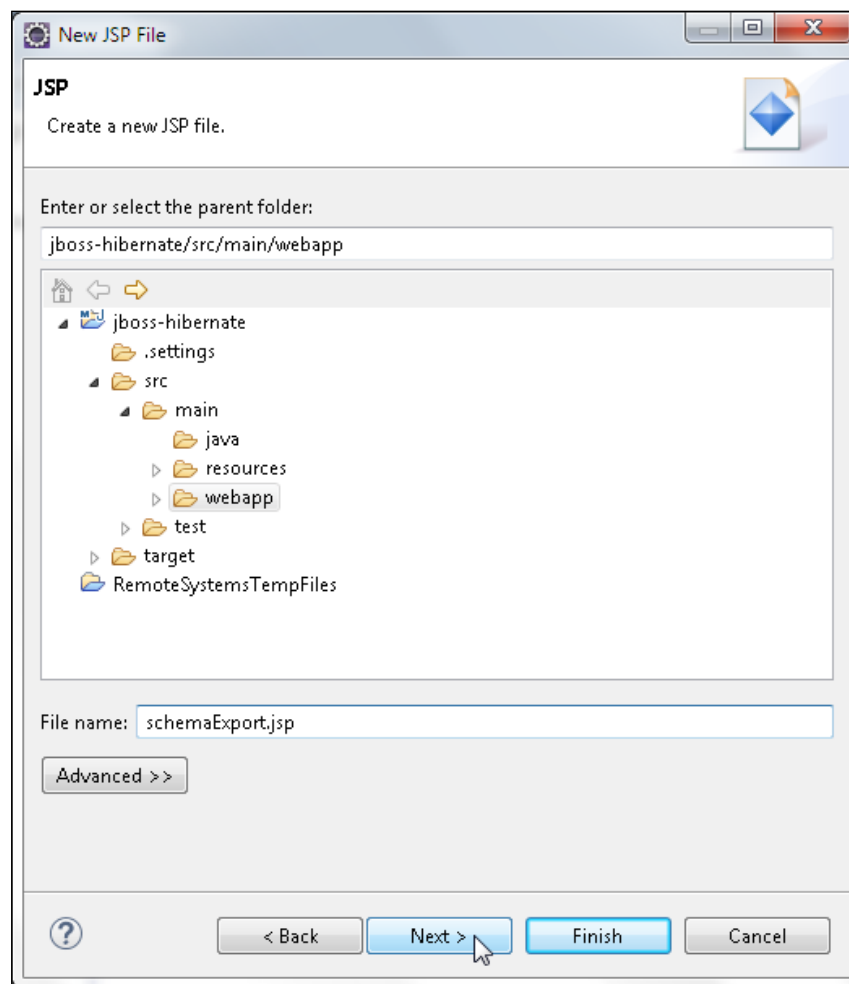 New JSP File
JSP
Create a new JSP file.
Enter or select the parent folder:
jboss-hibernate/src/main/webapp
jboss-hibernate
.settings
src
main
java
resources
webapp
test
target
RemoteSystemsTempFiles
File name: schemaExport.jsp
Advanced >>
< Back Next > Finish Cancel